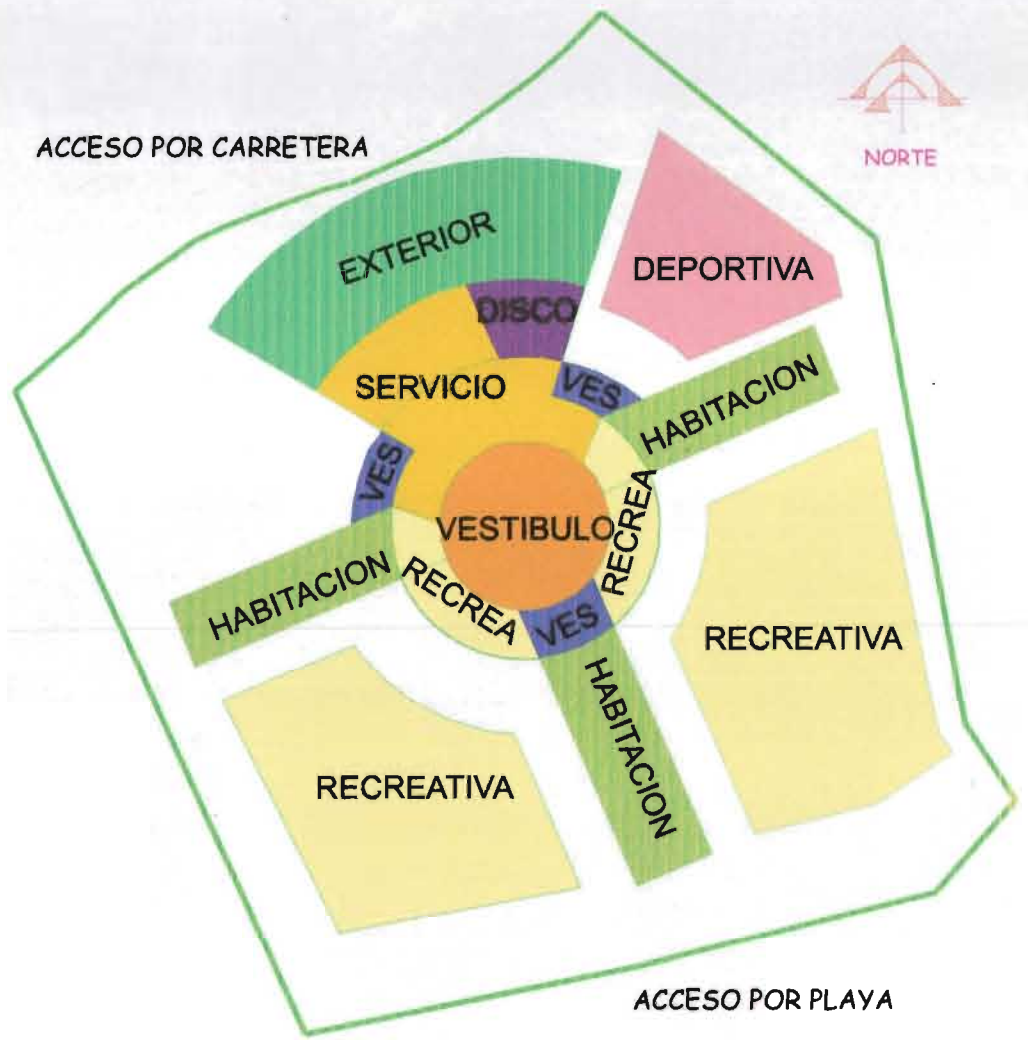 ACCESO POR CARRETERA
NORTE
EXTERIOR
DEPORTIVA
DISCO
SERVICIO
VES
HABITACION
VES
RECREA
VESTIBULO
HABITACION
RECREA
VES
RECREATIVA
HABITACION
RECREATIVA
ACCESO POR PLAYA